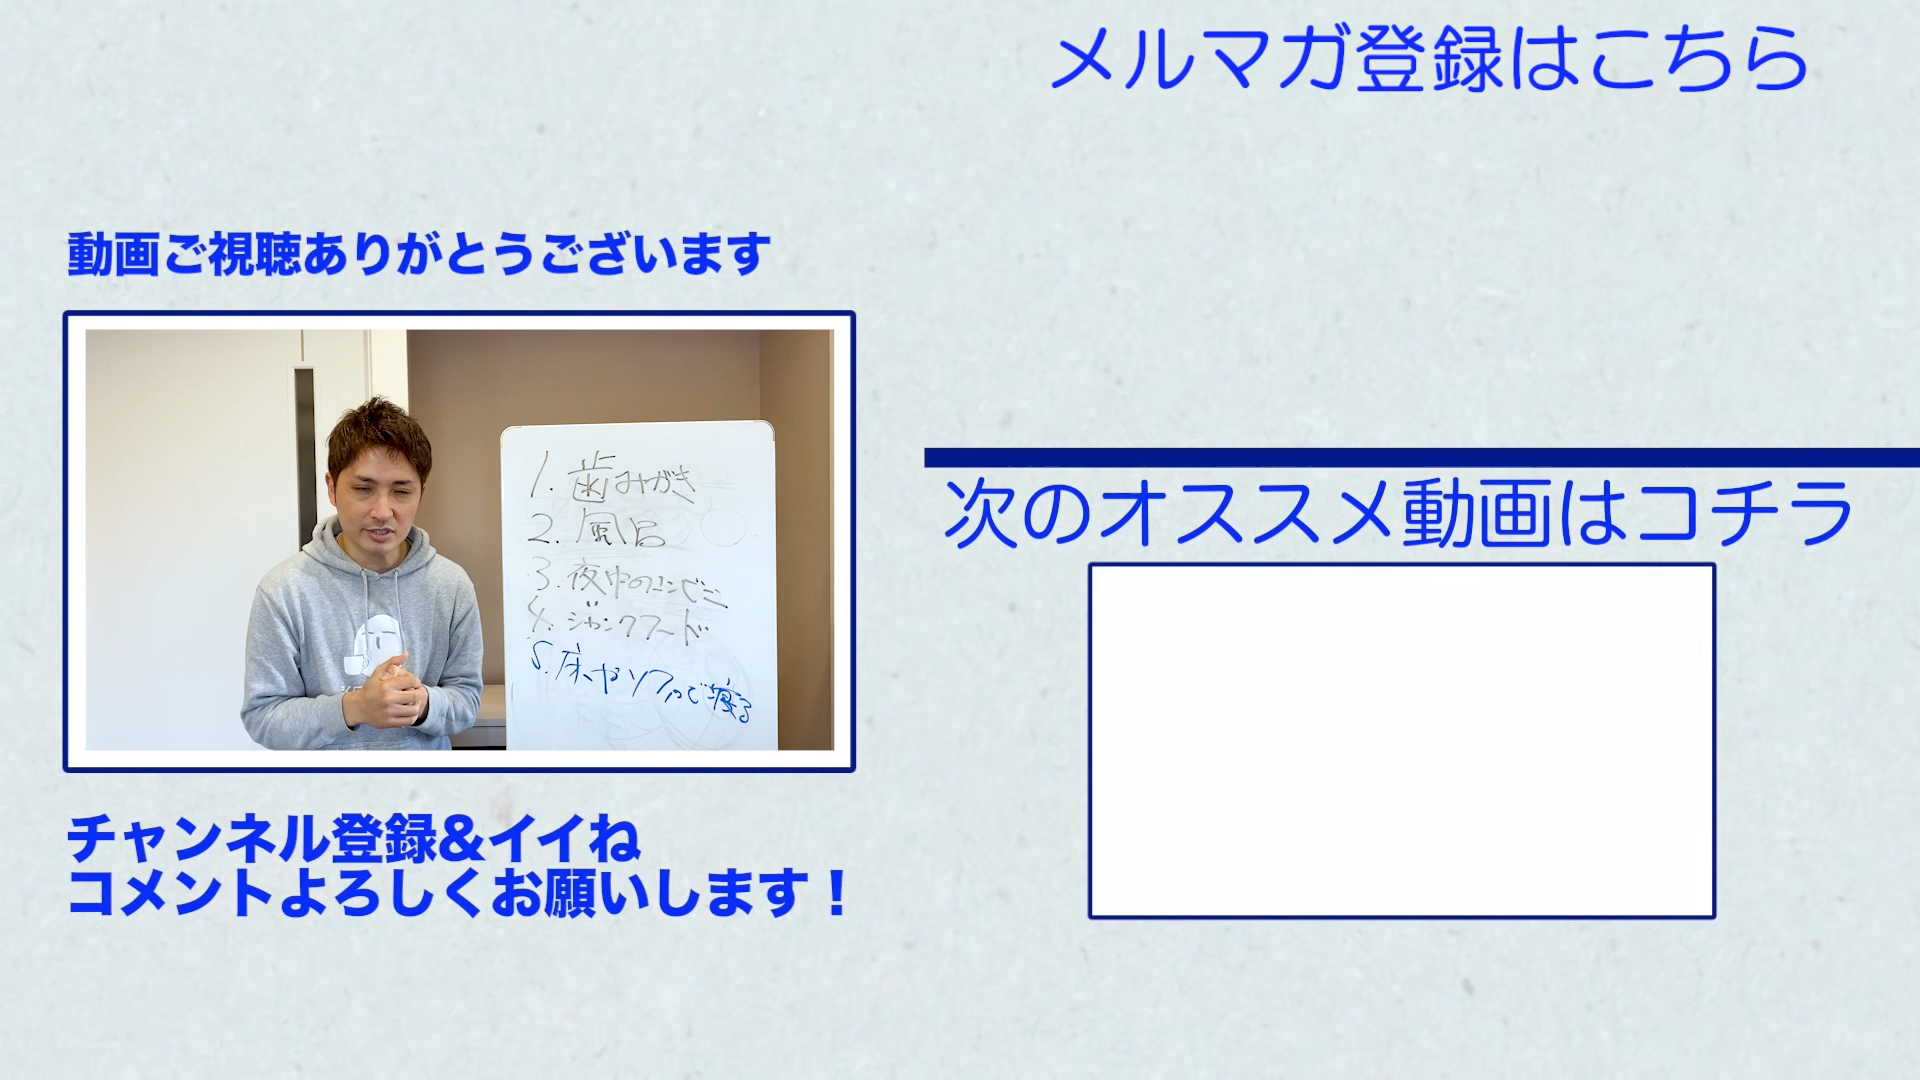 メルマガ登録はこちら
動画ご視聴ありがとうございます
1. 歯みがき
2. 風呂
3. 夜中のコンビニ
4. ジャンクフード
5. 床やソファで寝る
チャンネル登録&イイね
コメントよろしくお願いします！
次のオススメ動画はコチラ